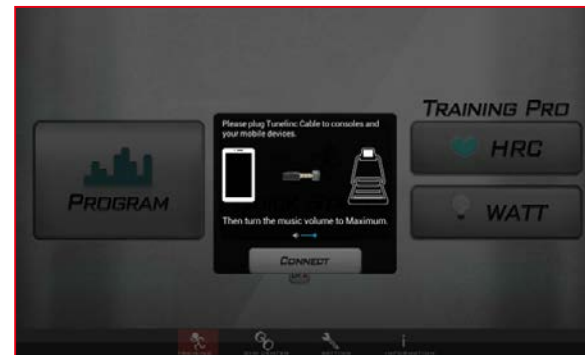 Please plug Tunelinc Cable to consoles and
your mobile devices.
TRAINING PRO
PROGRAM
HRC
WATT
Then turn the music volume to Maximum.
CONNECT